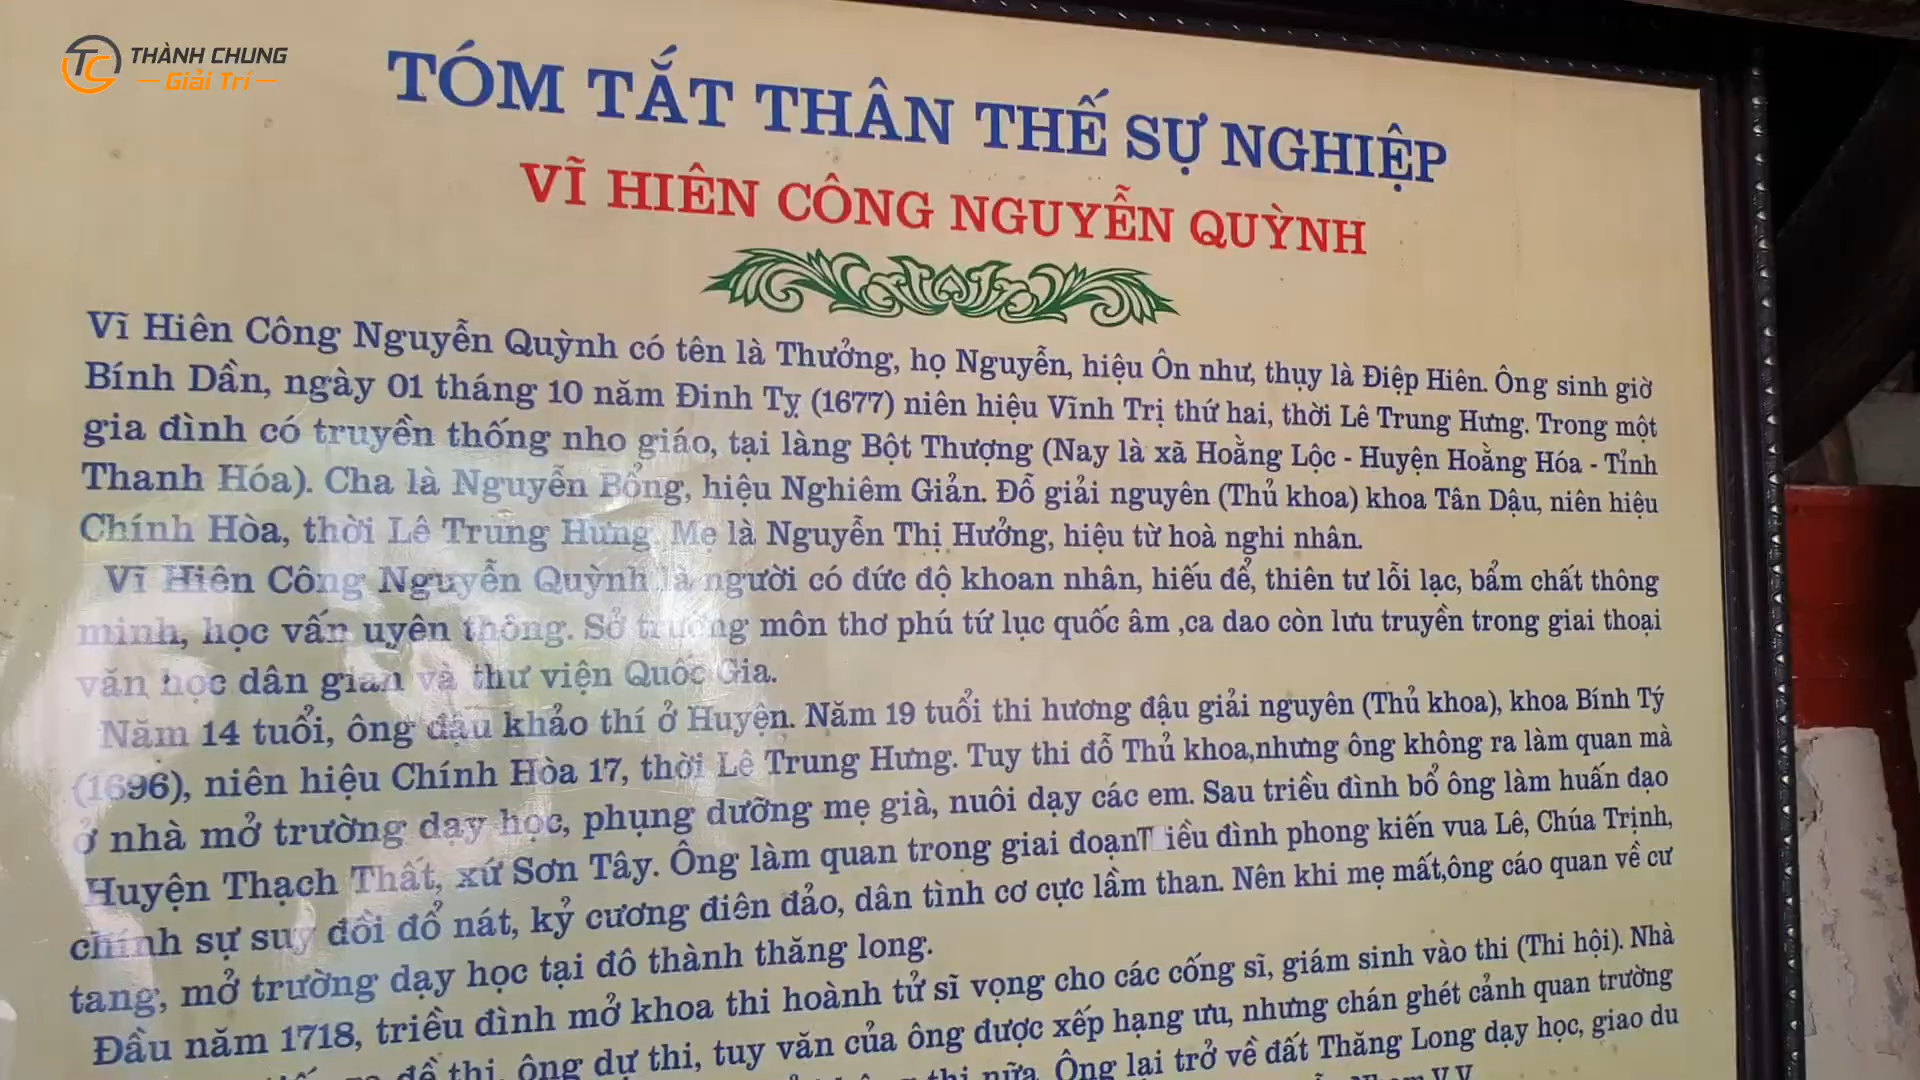 THÀNH CHUNG
Giải Trí
TÓM TẮT THÂN THẾ SỰ NGHIỆP
VĨ HIÊN CÔNG NGUYỄN QUỲNH
Vĩ Hiên Công Nguyễn Quỳnh có tên là Thưởng, họ Nguyễn, hiệu Ôn như, thụy là Điệp Hiên. Ông sinh giờ
Bính Dần, ngày 01 tháng 10 năm Đinh Tỵ (1677) niên hiệu Vĩnh Trị thứ hai, thời Lê Trung Hưng. Trong một
gia đình có truyền thống nho giáo, tại làng Bột Thượng (Nay là xã Hoằng Lộc - Huyện Hoằng Hóa - Tỉnh
Thanh Hóa). Cha là Nguyễn Bổng, hiệu Nghiêm Giản. Đỗ giải nguyên (Thủ khoa) khoa Tân Dậu, niên hiệu
Chính Hòa, thời Lê Trung Hưng. Mẹ là Nguyễn Thị Hưởng, hiệu từ hoà nghi nhân.
Vĩ Hiên Công Nguyễn Quỳnh là người có đức độ khoan nhân, hiếu để, thiên tư lỗi lạc, bẩm chất thông
minh, học vấn uyên thông. Sở trường môn thơ phú tứ lục quốc âm ,ca dao còn lưu truyền trong giai thoại
văn học dân gian và thư viện Quốc Gia.
Năm 14 tuổi, ông đậu khảo thí ở Huyện. Năm 19 tuổi thi hương đậu giải nguyên (Thủ khoa), khoa Bính Tý
(1696), niên hiệu Chính Hòa 17, thời Lê Trung Hưng. Tuy thi đỗ Thủ khoa,nhưng ông không ra làm quan mà
ở nhà mở trường dạy học, phụng dưỡng mẹ già, nuôi dạy các em. Sau triều đình bổ ông làm huấn đạo
Huyện Thạch Thất, xứ Sơn Tây. Ông làm quan trong giai đoạn iều đình phong kiến vua Lê, Chúa Trịnh,
chính sự suy đồi đổ nát, kỷ cương điên đảo, dân tình cơ cực lầm than. Nên khi mẹ mất,ông cáo quan về cư
tang, mở trường dạy học tại đô thành thăng long.
Đầu năm 1718, triều đình mở khoa thi hoành tử sĩ vọng cho các cống sĩ, giám sinh vào thi (Thi hội). Nhà
đề thi, ông dự thi, tuy văn của ông được xếp hạng ưu, nhưng chán ghét cảnh quan trường
thi nữa. Ông lại trở về đất Thăng Long dạy học, giao du